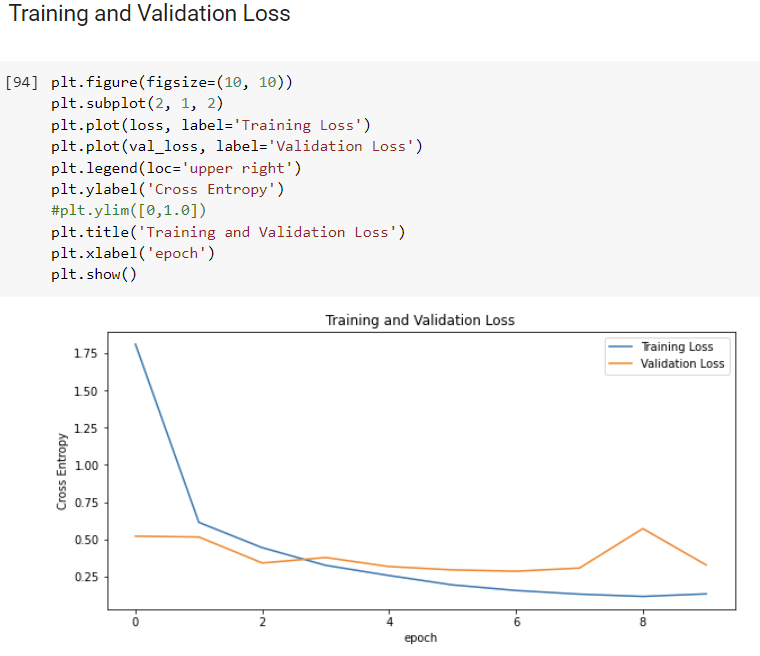 Training and Validation Loss
[94] plt.figure(figsize=(10, 10))
plt.subplot(2, 1, 2)
plt.plot(loss, label='Training Loss')
plt.plot(val_loss, label='Validation Loss')
plt.legend(loc='upper right')
plt.ylabel('Cross Entropy')
#plt.ylim([0,1.0])
plt.title('Training and Validation Loss')
plt.xlabel('epoch')
plt.show()
Training and Validation Loss
Training Loss
Validation Loss
1.75
1.50
1.25
1.00
0.75
0.50
0.25
Cross Entropy
0 2 4 6 8
epoch